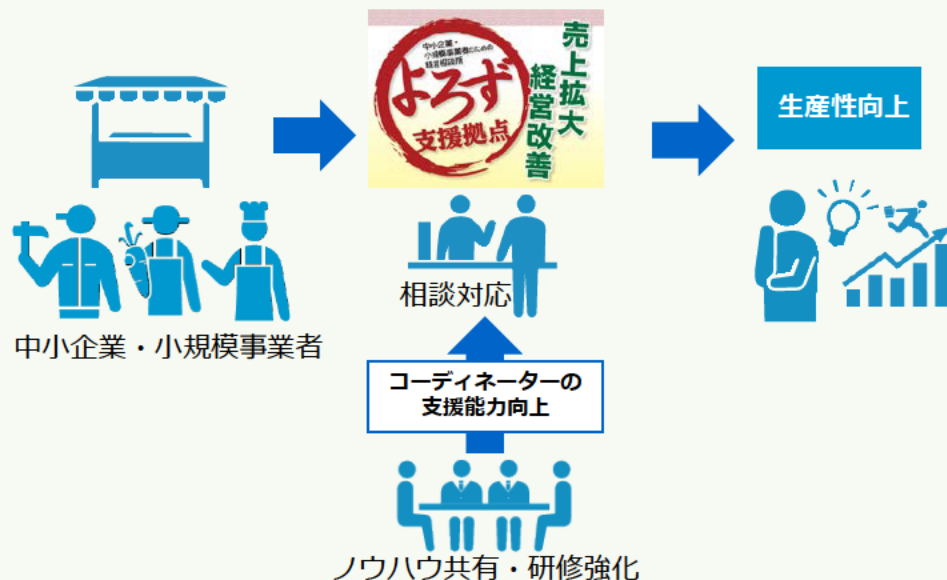 中小企業・
小規模事業者のための
経営相談所
よろず
支援拠点
売上拡大
経営改善
生産性向上
相談対応
中小企業・小規模事業者
コーディネーターの
支援能力向上
ノウハウ共有・研修強化